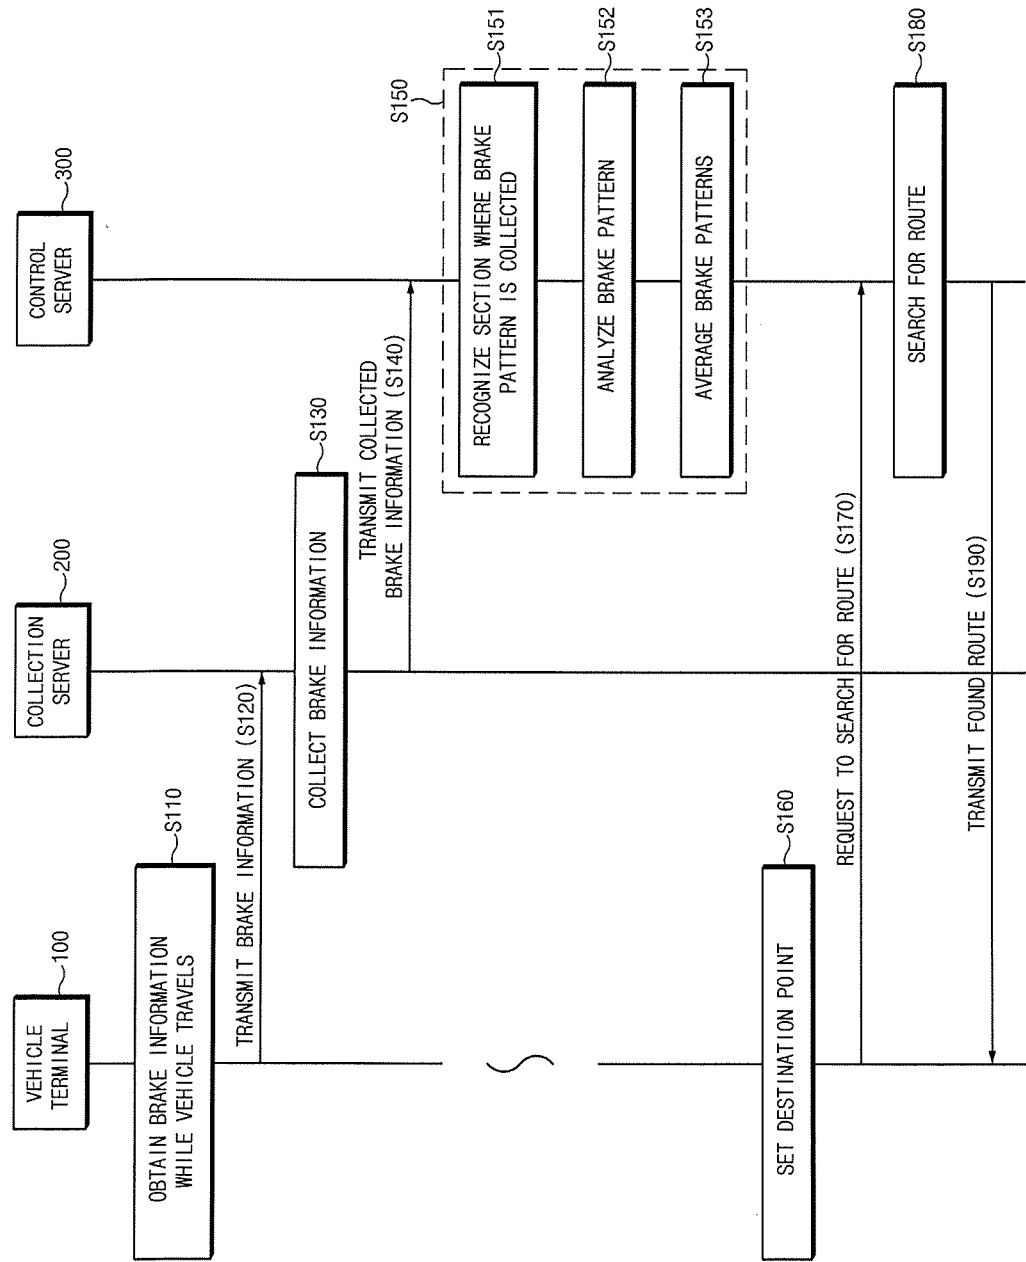 VEHICLE
TERMINAL
100
COLLECTION
SERVER
200
CONTROL
SERVER
300
OBTAIN BRAKE INFORMATION
WHILE VEHICLE TRAVELS
S110
TRANSMIT BRAKE INFORMATION (S120)
COLLECT BRAKE INFORMATION
S130
TRANSMIT COLLECTED
BRAKE INFORMATION (S140)
S150
RECOGNIZE SECTION WHERE BRAKE
PATTERN IS COLLECTED
S151
ANALYZE BRAKE PATTERN
S152
AVERAGE BRAKE PATTERNS
S153
SET DESTINATION POINT
S160
REQUEST TO SEARCH FOR ROUTE (S170)
SEARCH FOR ROUTE
S180
TRANSMIT FOUND ROUTE (S190)